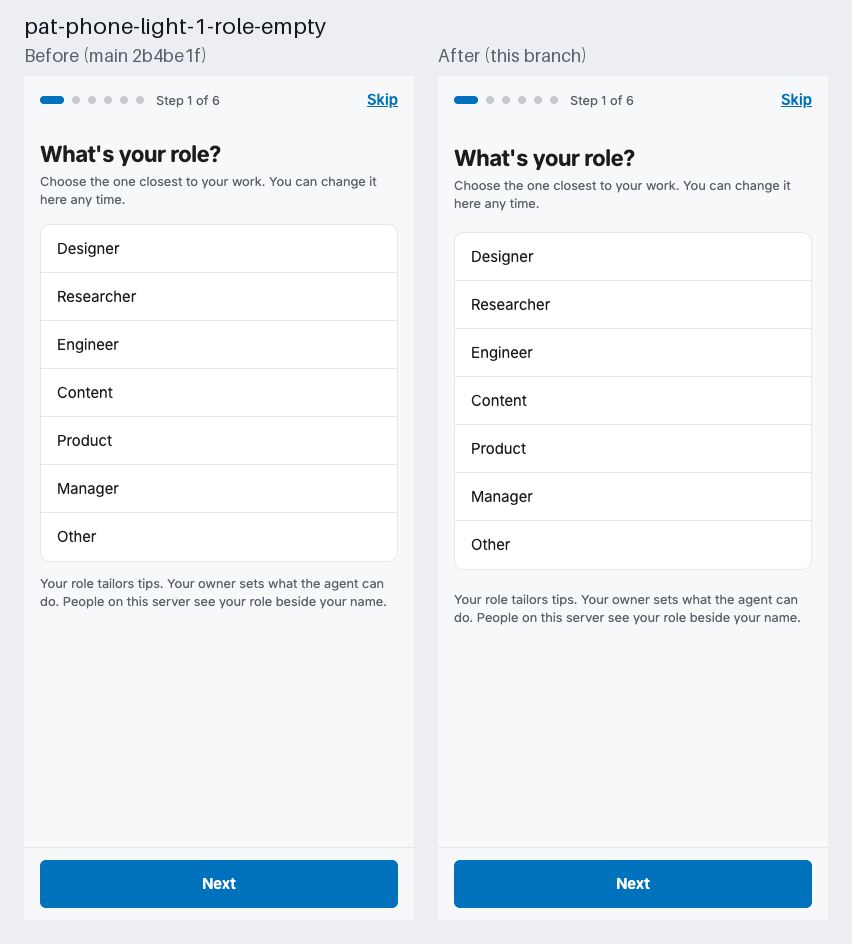 pat-phone-light-1-role-empty
Before (main 2b4be1f)
Step 1 of 6
Skip
What's your role?
Choose the one closest to your work. You can change it
here any time.
Designer
Researcher
Engineer
Content
Product
Manager
Other
Your role tailors tips. Your owner sets what the agent can
do. People on this server see your role beside your name.
Next
After (this branch)
Step 1 of 6
Skip
What's your role?
Choose the one closest to your work. You can change it
here any time.
Designer
Researcher
Engineer
Content
Product
Manager
Other
Your role tailors tips. Your owner sets what the agent can
do. People on this server see your role beside your name.
Next